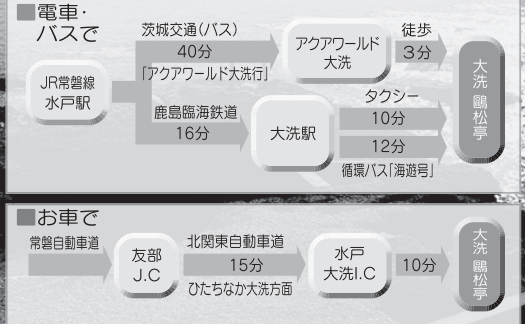 ■電車・
バスで
JR常磐線
水戸駅
茨城交通(バス)
40分
「アクアワールド大洗行」
アクアワールド
大洗
徒歩
3分
鹿島臨海鉄道
16分
大洗駅
タクシー
10分
12分
循環バス「海遊号」
大洗 鷗松亭
■お車で
常磐自動車道
友部
J.C
北関東自動車道
15分
ひたちなか大洗方面
水戸
大洗I.C
10分
大洗 鷗松亭